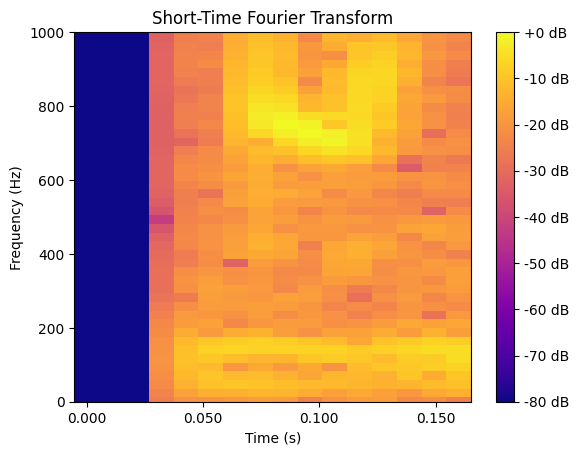 Short-Time Fourier Transform
1000
800
600
400
200
0
Frequency (Hz)
0.000
0.050
0.100
0.150
Time (s)
+0 dB
-10 dB
-20 dB
-30 dB
-40 dB
-50 dB
-60 dB
-70 dB
-80 dB